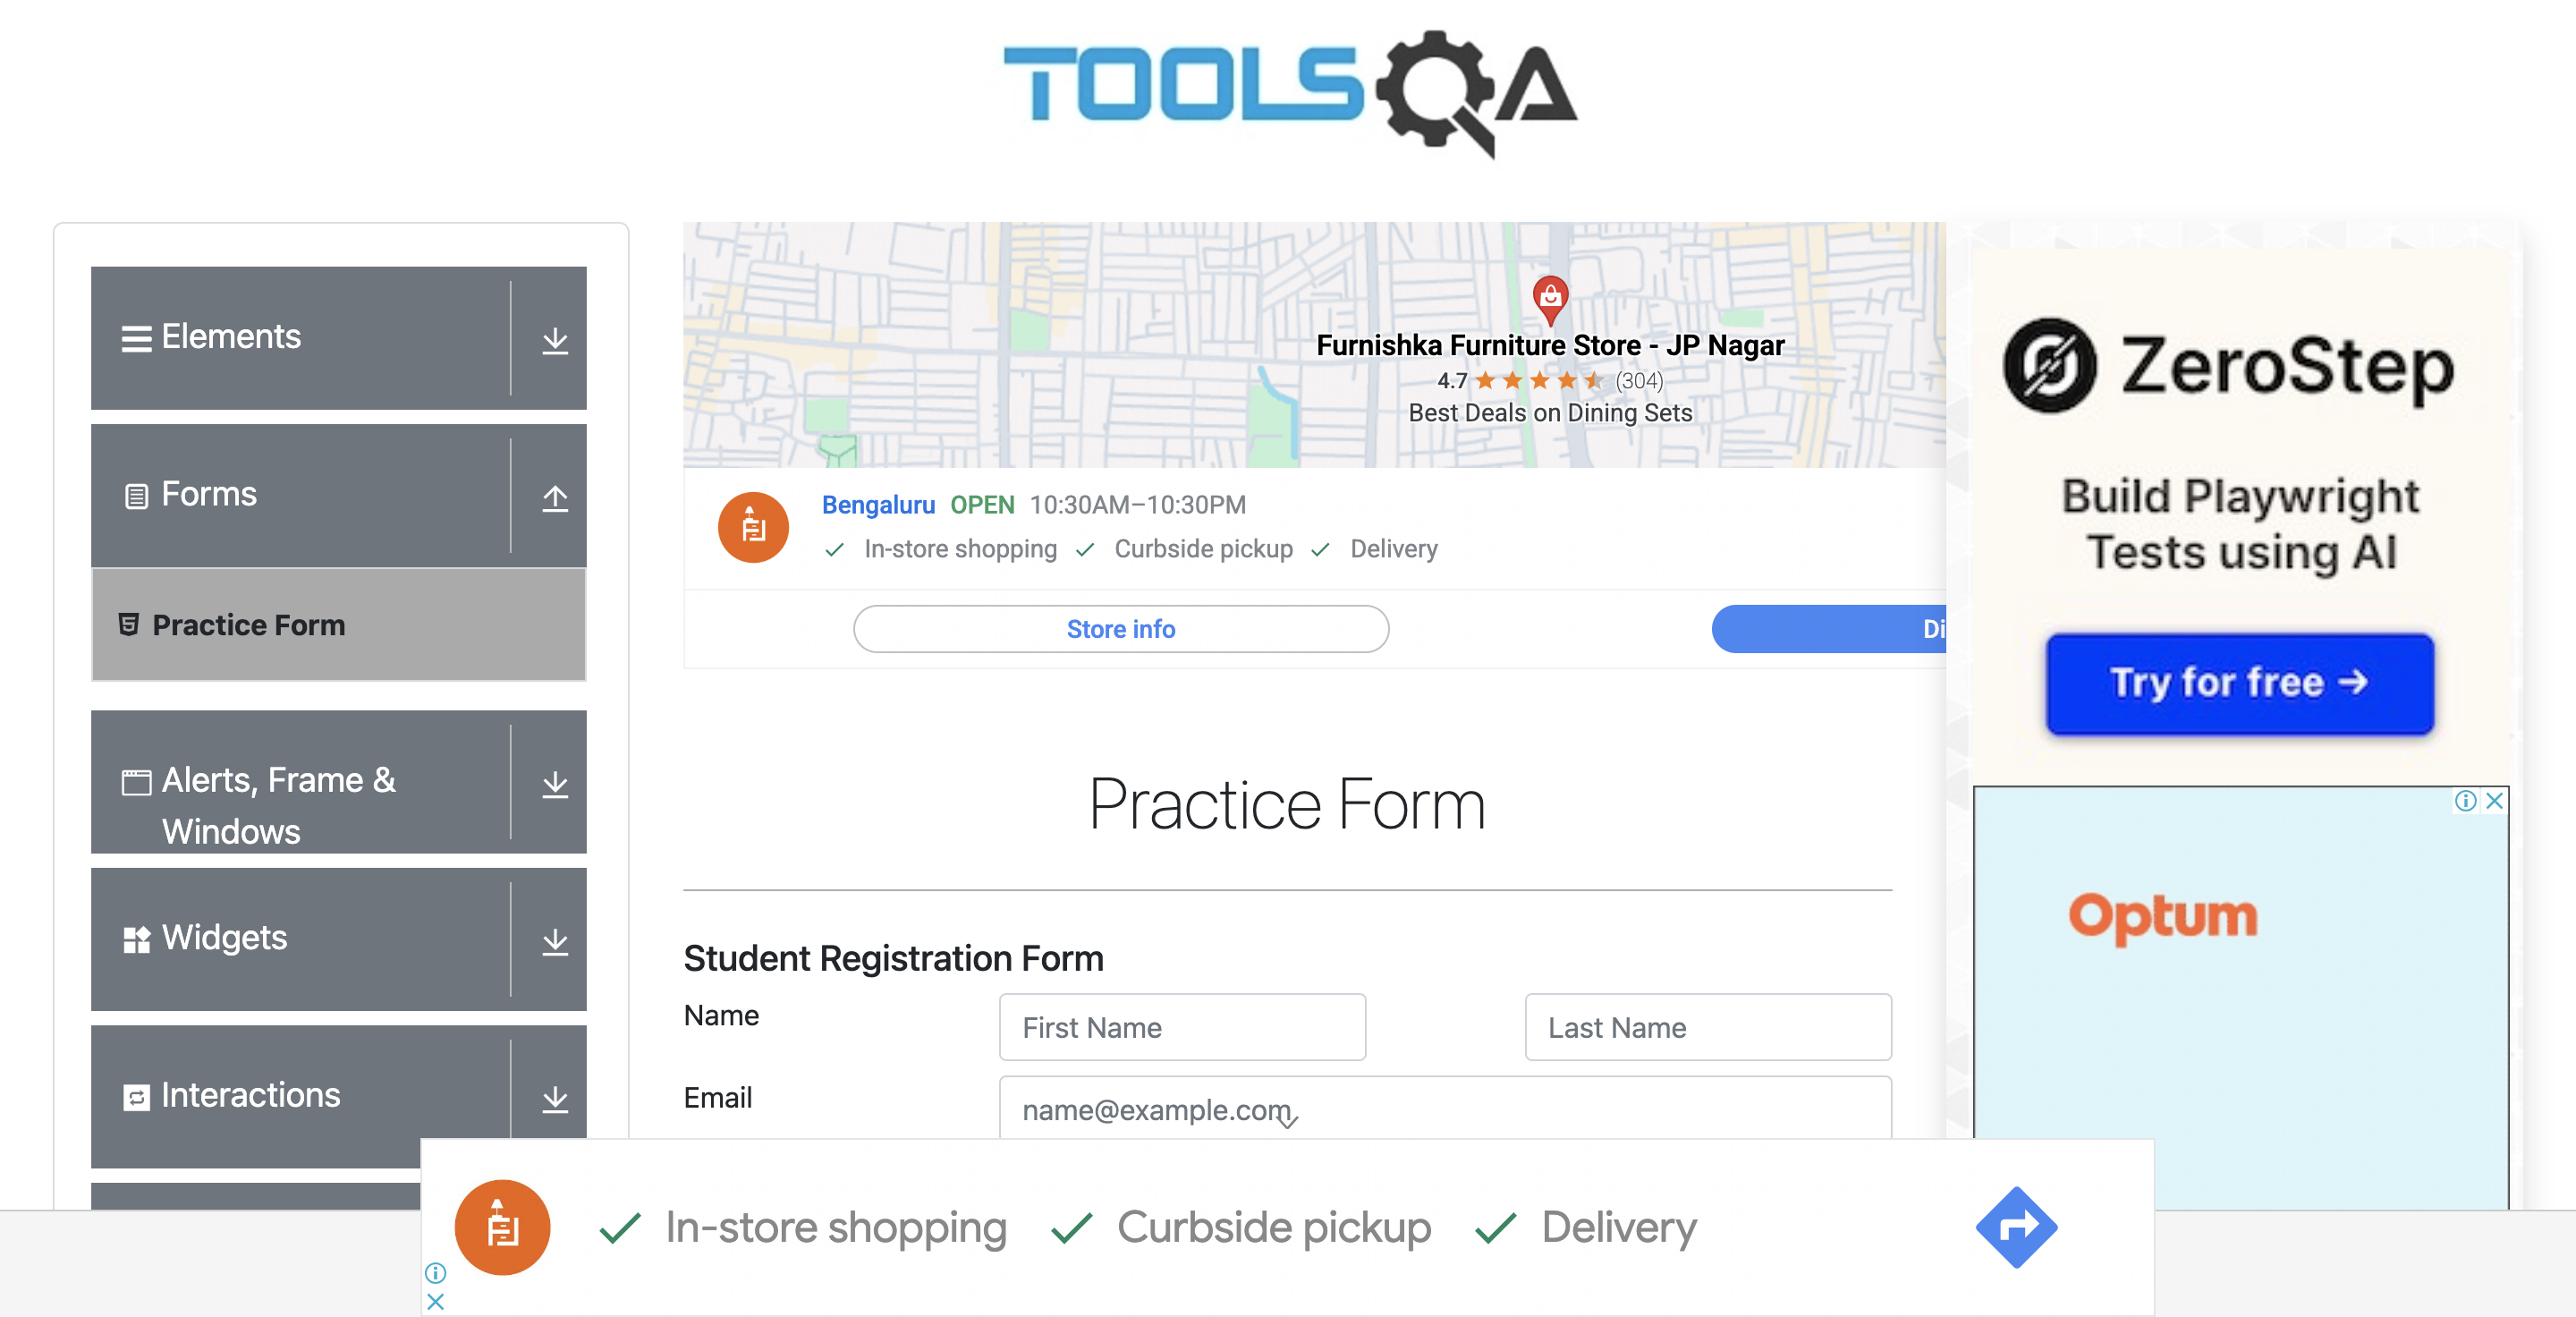 TOOLSQA
Elements
Forms
Practice Form
Alerts, Frame &
Windows
Widgets
Interactions
Furnishka Furniture Store - JP Nagar
4.7 (304)
Best Deals on Dining Sets
Bengaluru OPEN 10:30AM–10:30PM
In-store shopping Curbside pickup Delivery
Store info
Di
Practice Form
Student Registration Form
Name First Name Last Name
Email name@example.com
ZeroStep
Build Playwright
Tests using AI
Try for free →
Optum
In-store shopping Curbside pickup Delivery